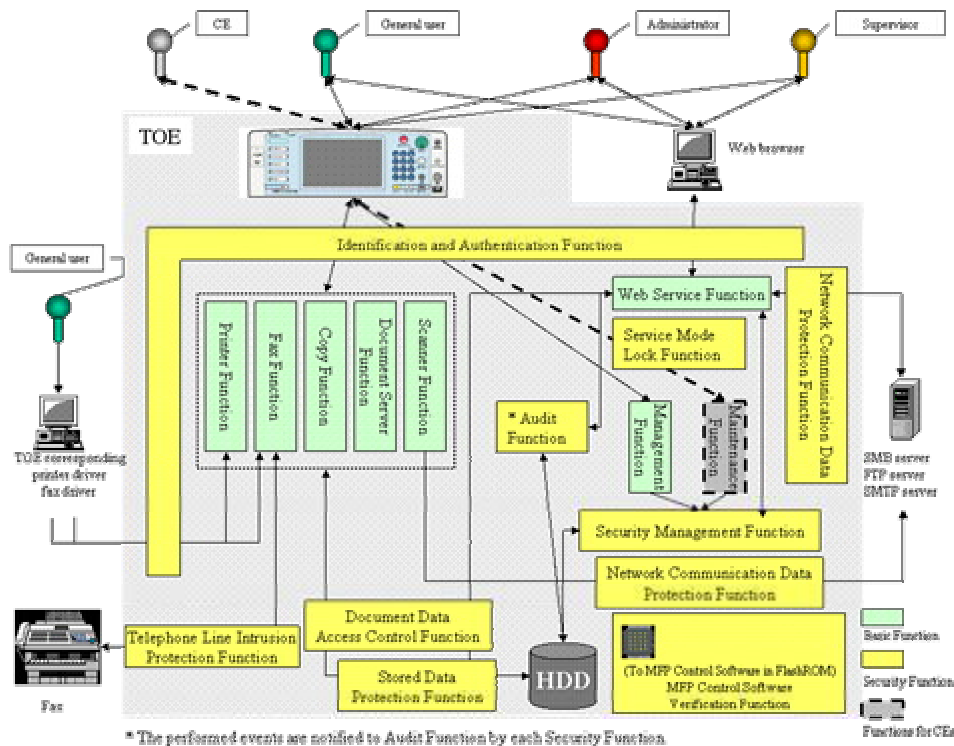 CE
General user
Administrator
Supervisor
TOE
Web browser
Identification and Authentication Function
General user
Web Service Function
Network Communication Data
Protection Function
Service Mode
Lock Function
Printer Function
Fax Function
Copy Function
Document Server
Function
Scanner Function
* Audit
Function
Management
Function
Maintenance
Function
TOE corresponding
printer driver
fax driver
SMB server
FTP server
SMTP server
Security Management Function
Network Communication Data
Protection Function
Document Data
Access Control Function
Telephone Line Intrusion
Protection Function
Stored Data
Protection Function
HDD
(To MFP Control Software in FlashROM)
MFP Control Software
Verification Function
Basic Function
Security Function
Functions for CEs
Fax
* The performed events are notified to Audit Function by each Security Function.